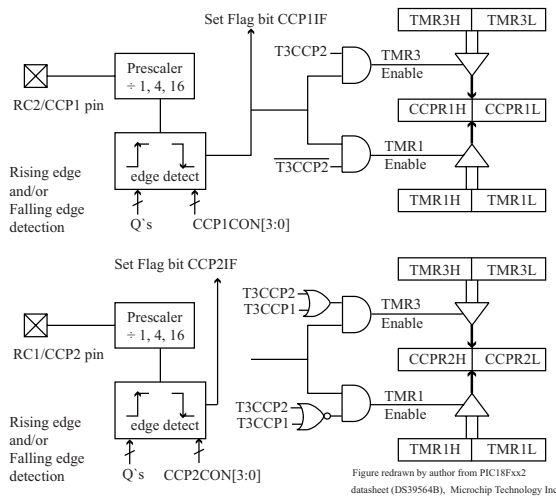 Set Flag bit CCP1IF
TMR3H TMR3L
T3CCP2
TMR3
Enable
Prescaler
÷ 1, 4, 16
RC2/CCP1 pin
CCPR1H CCPR1L
T3CCP2
TMR1
Enable
Rising edge
and/or
Falling edge
detection
edge detect
Q`s
CCP1CON[3:0]
TMR1H TMR1L
Set Flag bit CCP2IF
TMR3H TMR3L
T3CCP2
T3CCP1
TMR3
Enable
Prescaler
÷ 1, 4, 16
RC1/CCP2 pin
CCPR2H CCPR2L
T3CCP2
T3CCP1
TMR1
Enable
Rising edge
and/or
Falling edge
detection
edge detect
Q`s
CCP2CON[3:0]
TMR1H TMR1L
Figure redrawn by author from PIC18Fxx2
datasheet (DS39564B), Microchip Technology Inc